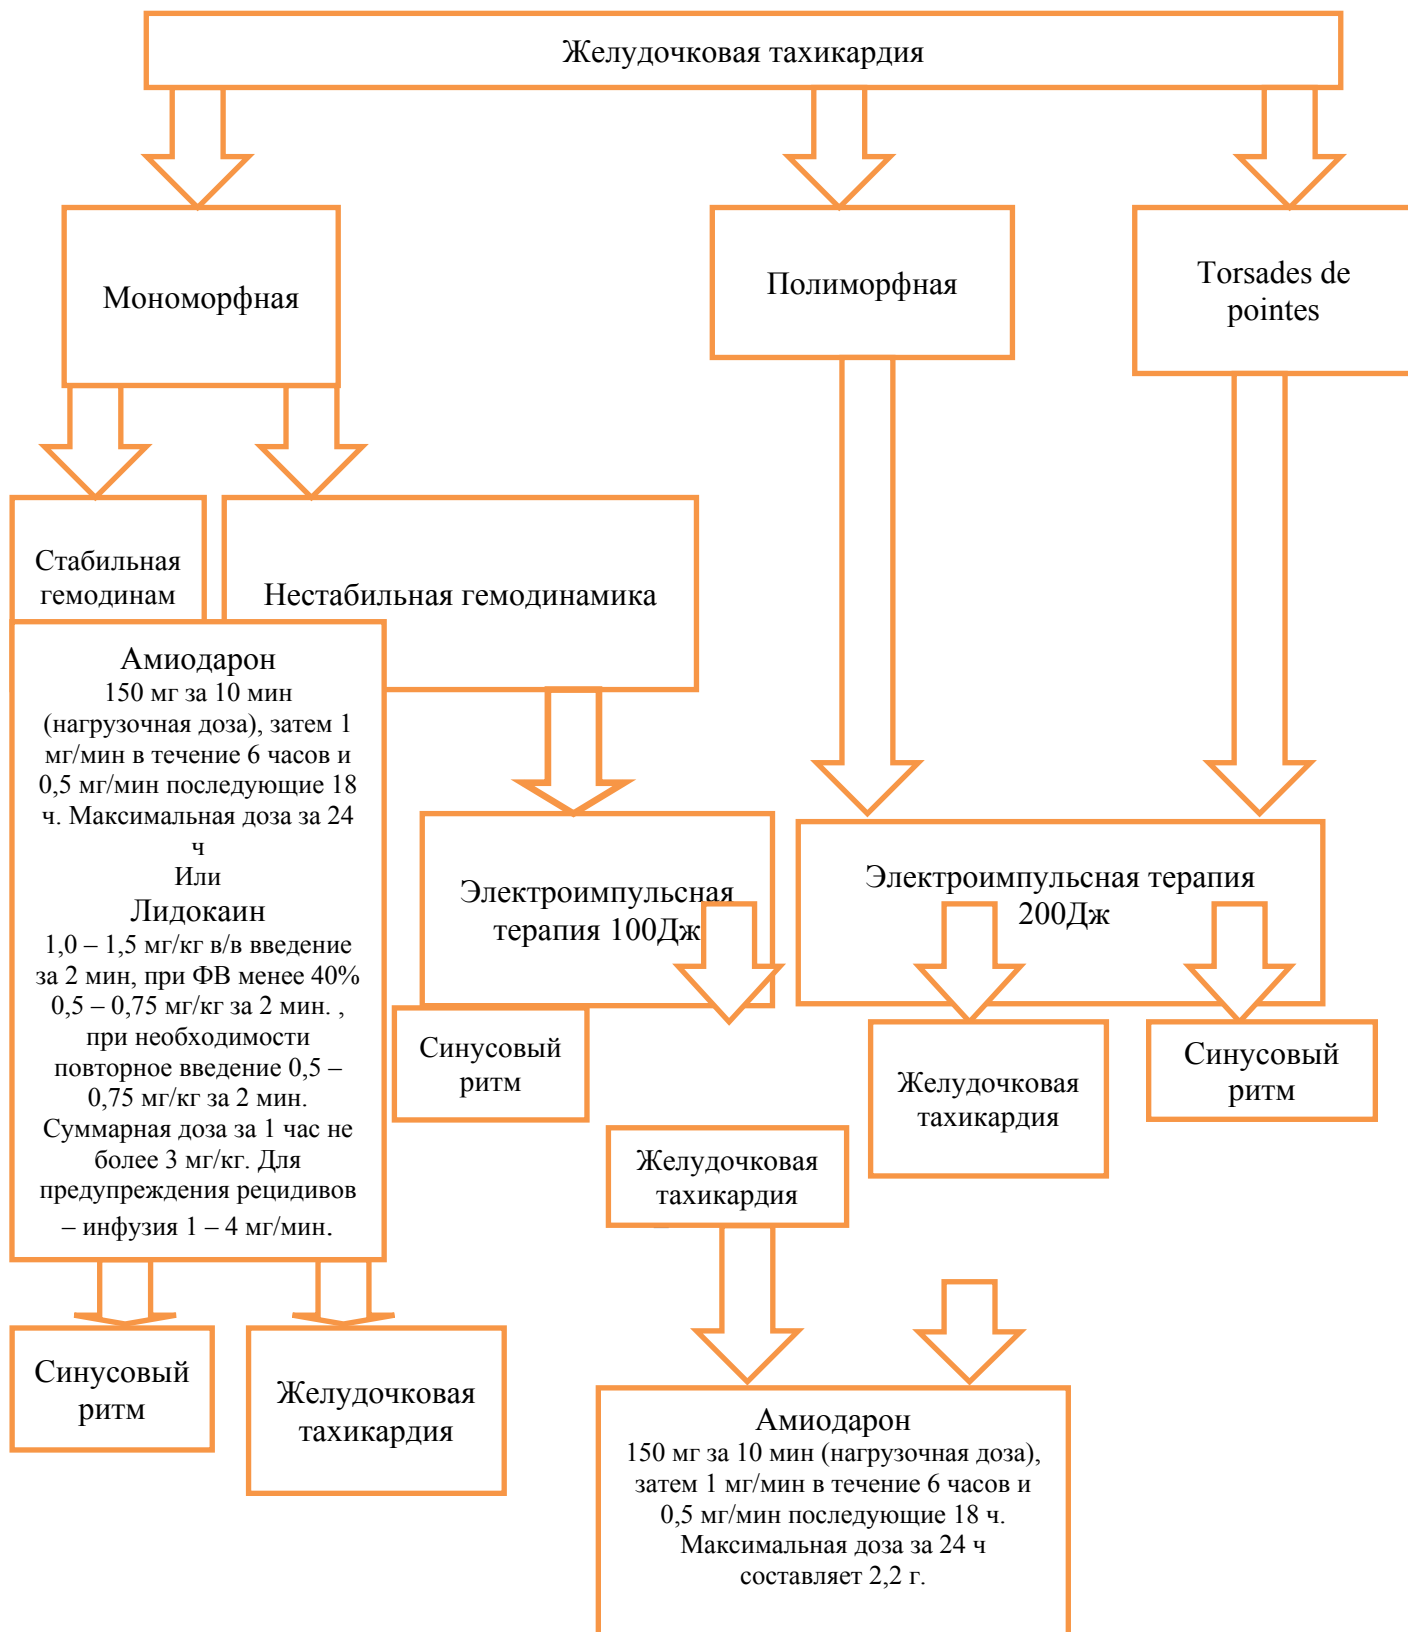 Желудочковая тахикардия
Мономорфная
Полиморфная
Torsades de
pointes
Стабильная
гемодинам
Нестабильная гемодинамика
Амиодарон
150 мг за 10 мин
(нагрузочная доза), затем 1
мг/мин в течение 6 часов и
0,5 мг/мин последующие 18
ч. Максимальная доза за 24
ч
Или
Лидокаин
1,0 – 1,5 мг/кг в/в введение
за 2 мин, при ФВ менее 40%
0,5 – 0,75 мг/кг за 2 мин. ,
при необходимости
повторное введение 0,5 –
0,75 мг/кг за 2 мин.
Суммарная доза за 1 час не
более 3 мг/кг. Для
предупреждения рецидивов
– инфузия 1 – 4 мг/мин.
Электроимпульсная
терапия 100Дж
Электроимпульсная терапия
200Дж
Синусовый
ритм
Желудочковая
тахикардия
Желудочковая
тахикардия
Синусовый
ритм
Синусовый
ритм
Желудочковая
тахикардия
Амиодарон
150 мг за 10 мин (нагрузочная доза),
затем 1 мг/мин в течение 6 часов и
0,5 мг/мин последующие 18 ч.
Максимальная доза за 24 ч
составляет 2,2 г.